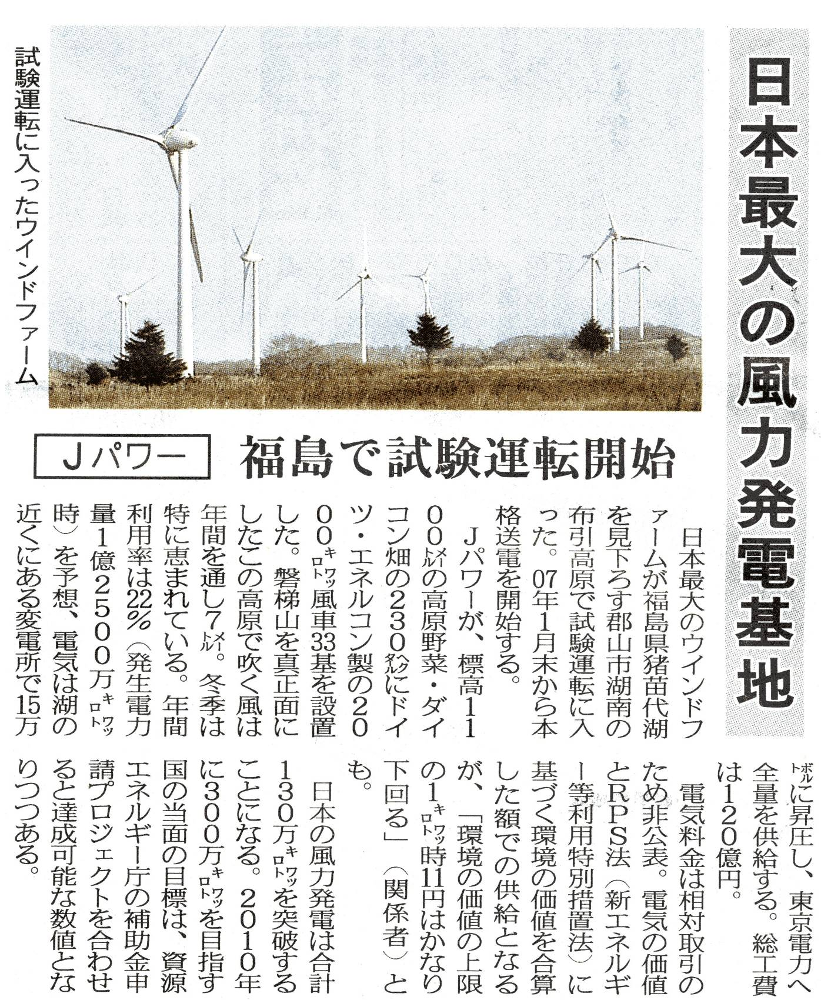 日本最大の風力発電基地
試験運転に入ったウインドファーム
福島で試験運転開始
Jパワー
日本最大のウインドフ
ァームが福島県猪苗代湖
を見下ろす郡山市湖南の
布引高原で試験運転に入
った。07年1月末から本
格送電を開始する。
Jパワーが、標高11
00㍍の高原野菜・ダイ
コン畑の230㌶にドイ
ツ・エネルコン製の20
00㌔㍗風車33基を設置
した。磐梯山を真正面に
したこの高原で吹く風は
年間を通し7㍍。冬季は
特に恵まれている。年間
利用率は22%（発生電力
量1億2500万㌔㍗
時）を予想、電気は湖の
近くにある変電所で15万
㌾に昇圧し、東京電力へ
全量を供給する。総工費
は120億円。
電気料金は相対取引の
ため非公表。電気の価値
とRPS法（新エネルギ
ー等利用特別措置法）に
基づく環境の価値を合算
した額での供給となる
が、「環境の価値の上限
の1㌔㍗時11円はかなり
下回る」（関係者）と
も。
日本の風力発電は合計
130万㌔㍗を突破する
ことになる。2010年
に300万㌔㍗を目指す
国の当面の目標は、資源
エネルギー庁の補助金申
請プロジェクトを合わせ
ると達成可能な数値とな
りつつある。